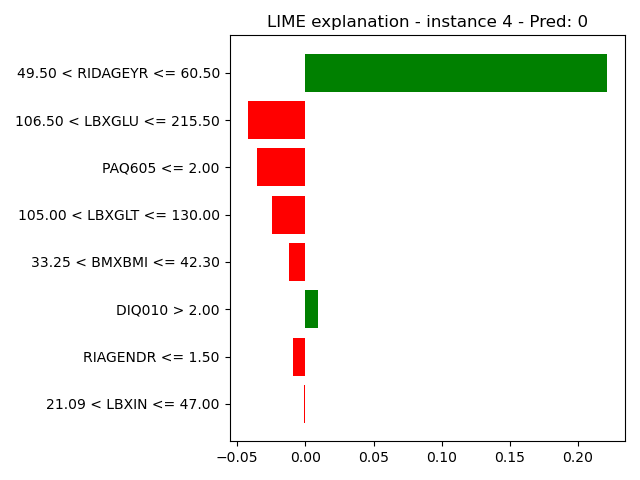 LIME explanation - instance 4 - Pred: 0
49.50 < RIDAGEYR <= 60.50
106.50 < LBXGLU <= 215.50
PAQ605 <= 2.00
105.00 < LBXGLT <= 130.00
33.25 < BMXBMI <= 42.30
DIQ010 > 2.00
RIAGENDR <= 1.50
21.09 < LBXIN <= 47.00
−0.05 0.00 0.05 0.10 0.15 0.20